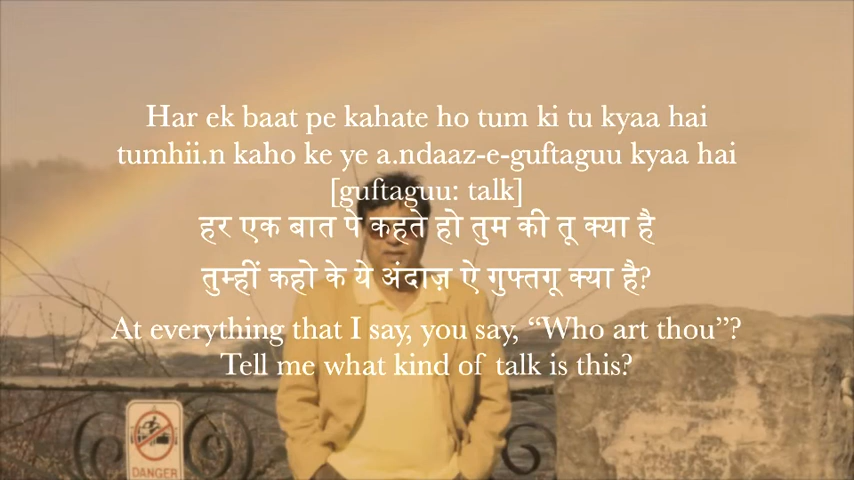 Har ek baat pe kahate ho tum ki tu kyaa hai
tumhii.n kaho ke ye a.ndaaz-e-guftaguu kyaa hai
[guftaguu: talk]
हर एक बात पे कहते हो तुम की तू क्या है
तुम्हीं कहो के ये अंदाज़ ऐ गुफ्तगू क्या है?
At everything that I say, you say, “Who art thou”?
Tell me what kind of talk is this?
DANGER